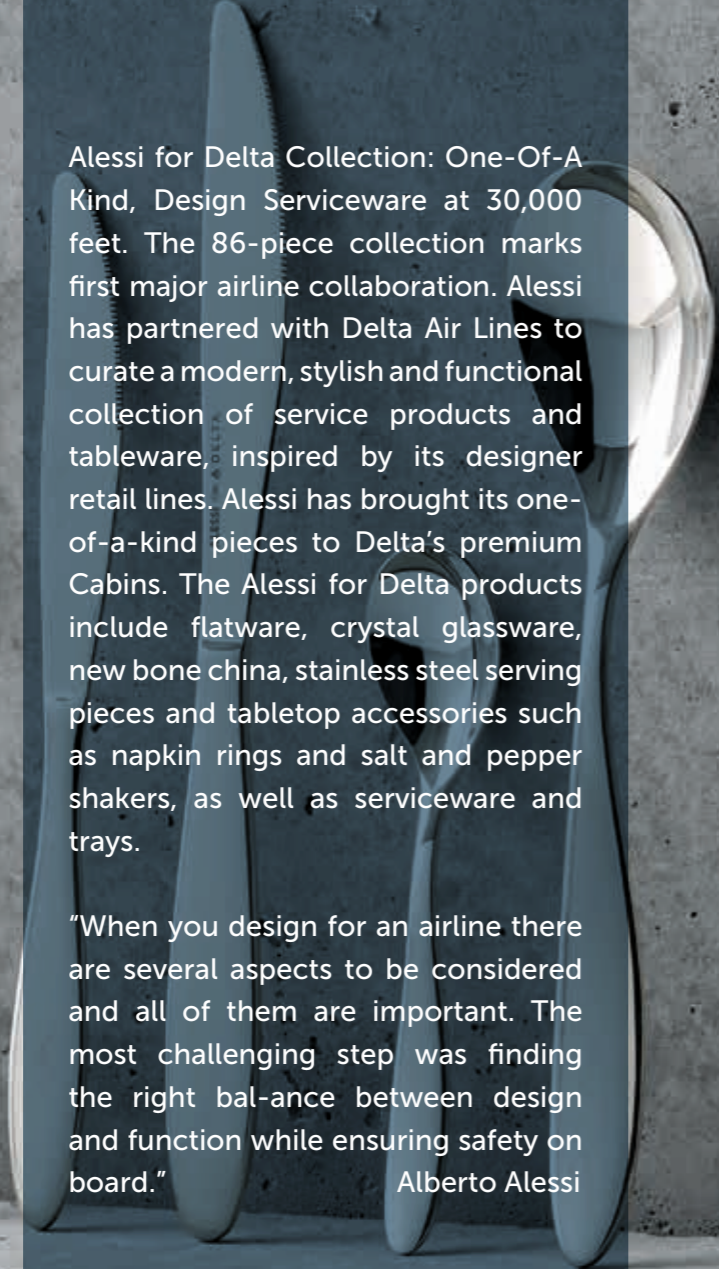 Alessi for Delta Collection: One-Of-A
Kind, Design Serviceware at 30,000
feet. The 86-piece collection marks
first major airline collaboration. Alessi
has partnered with Delta Air Lines to
curate a modern, stylish and functional
collection of service products and
tableware, inspired by its designer
retail lines. Alessi has brought its one-
of-a-kind pieces to Delta’s premium
Cabins. The Alessi for Delta products
include flatware, crystal glassware,
new bone china, stainless steel serving
pieces and tabletop accessories such
as napkin rings and salt and pepper
shakers, as well as serviceware and
trays.
“When you design for an airline there
are several aspects to be considered
and all of them are important. The
most challenging step was finding
the right bal-ance between design
and function while ensuring safety on
board.” Alberto Alessi
DELTA